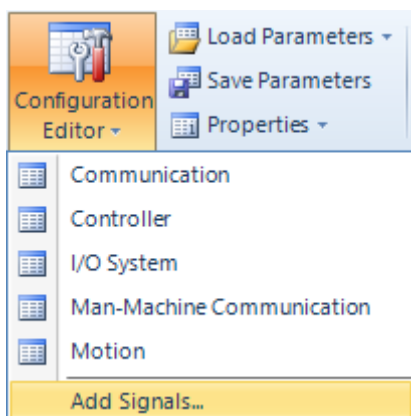 Configuration
Editor
Load Parameters
Save Parameters
Properties
Communication
Controller
I/O System
Man-Machine Communication
Motion
Add Signals...